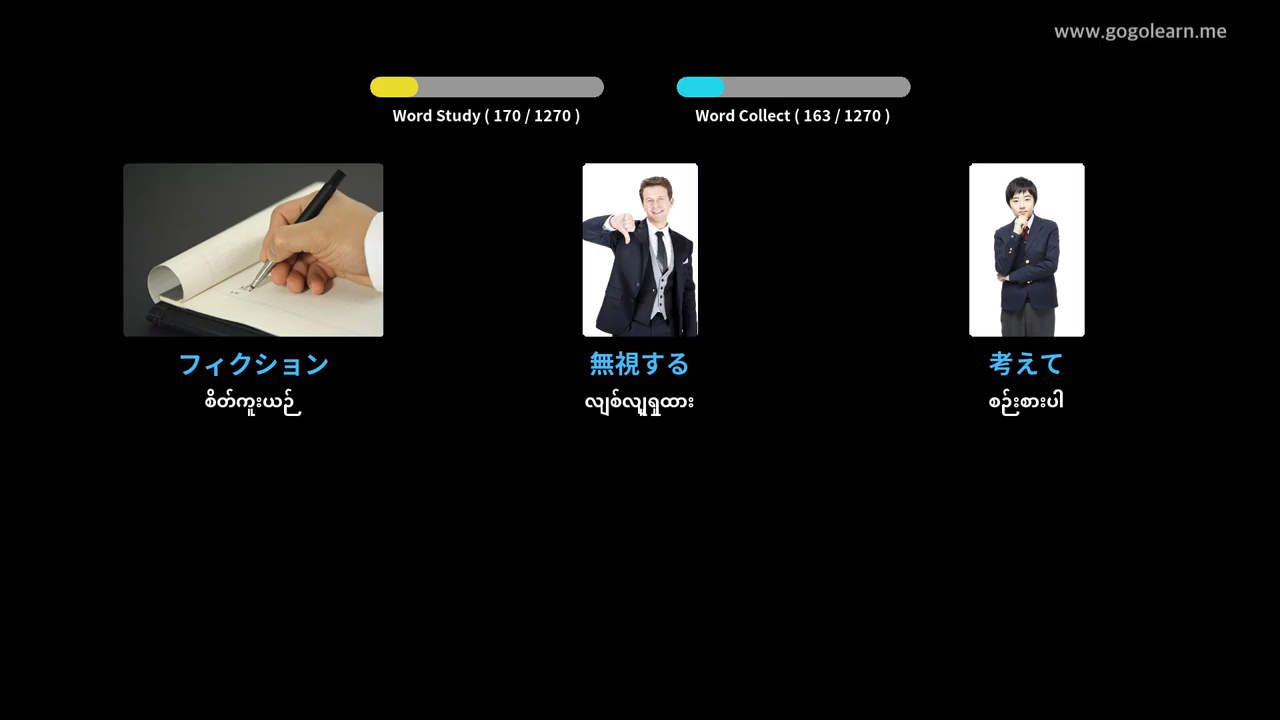 www.gogolearn.me
Word Study ( 170 / 1270 )
Word Collect ( 163 / 1270 )
フィクション
無視する
考えて
စိတ်ကူးယဉ်
လျစ်လျူရှုထား
စဉ်းစားပါ